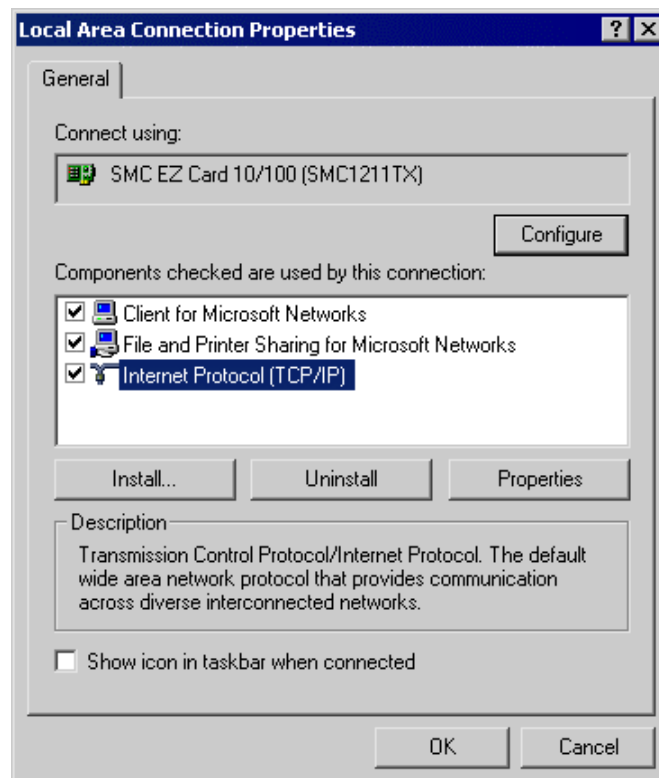 Local Area Connection Properties
General
Connect using:
SMC EZ Card 10/100 (SMC1211TX)
Configure
Components checked are used by this connection:
Client for Microsoft Networks
File and Printer Sharing for Microsoft Networks
Internet Protocol (TCP/IP)
Install...
Uninstall
Properties
Description
Transmission Control Protocol/Internet Protocol. The default
wide area network protocol that provides communication
across diverse interconnected networks.
Show icon in taskbar when connected
OK
Cancel